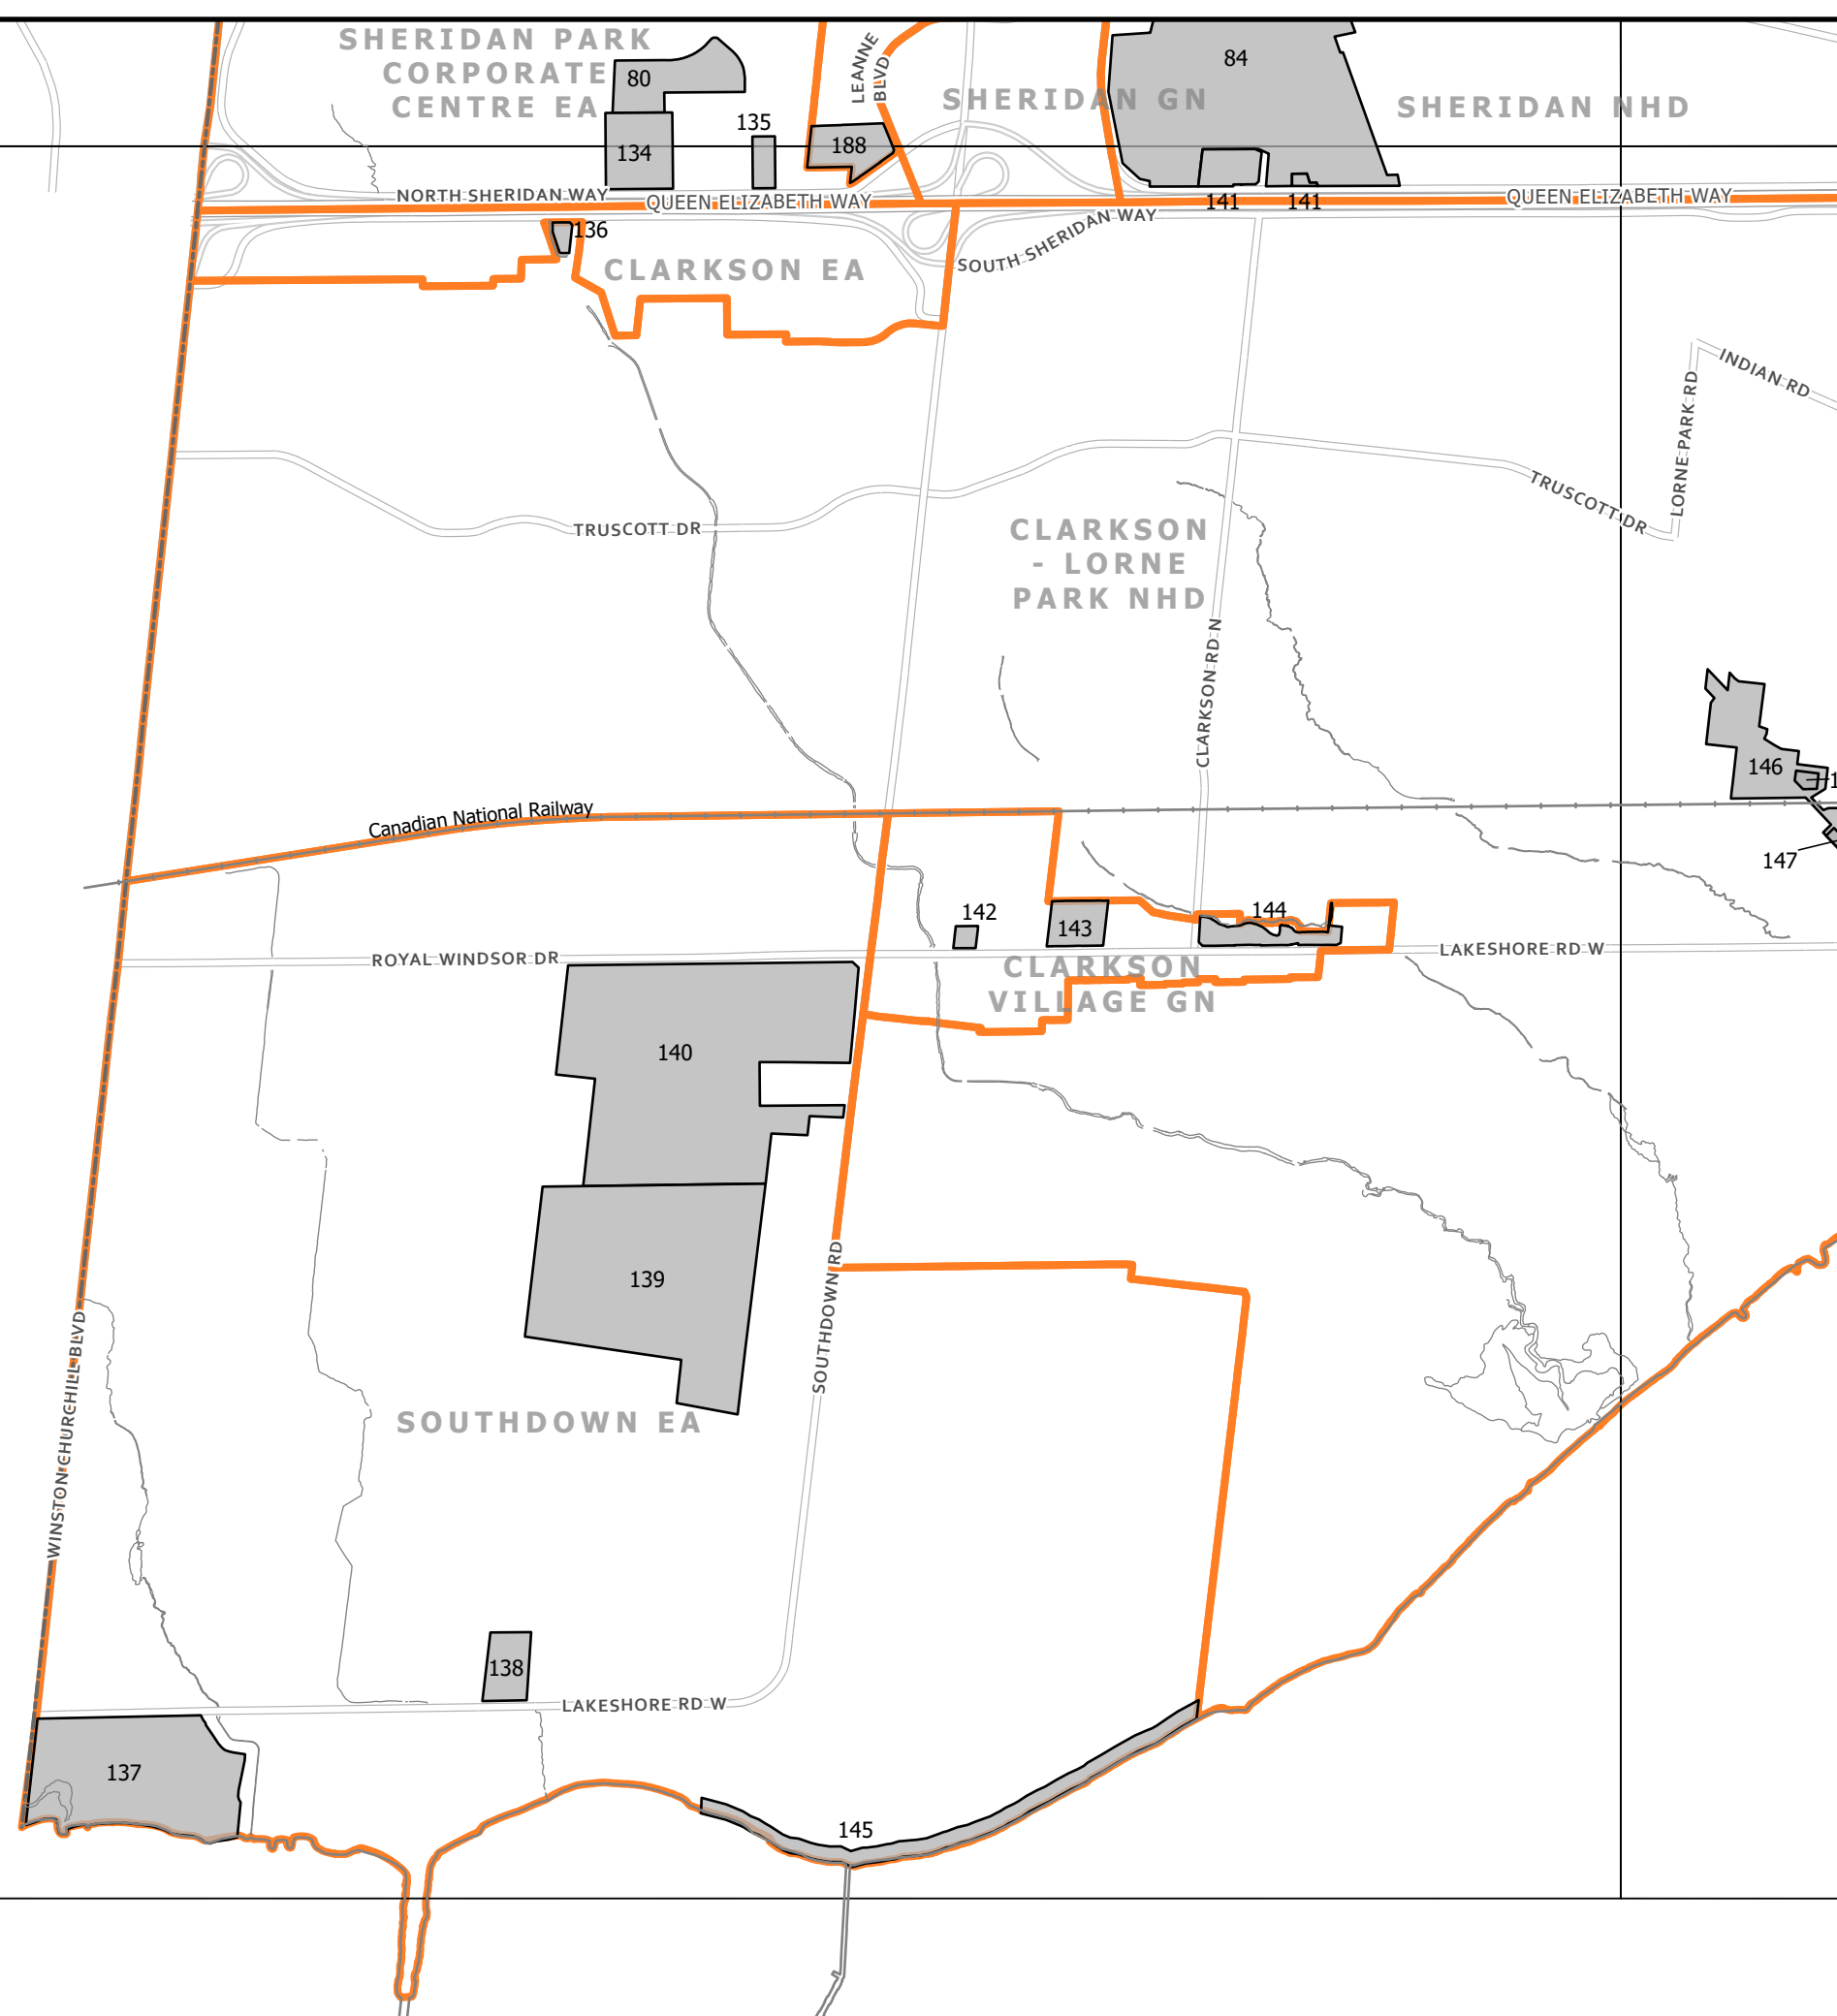 SHERIDAN PARK
CORPORATE
CENTRE EA
80
134
135
LEANNE
BLVD
188
SHERIDAN GN
84
SHERIDAN NHD
NORTH SHERIDAN WAY
QUEEN ELIZABETH WAY
141
141
QUEEN ELIZABETH WAY
136
CLARKSON EA
SOUTH SHERIDAN WAY
INDIAN RD
LORNE PARK RD
TRUSCOTT DR
TRUSCOTT DR
CLARKSON
- LORNE
PARK NHD
CLARKSON RD N
146
147
Canadian National Railway
142
143
144
ROYAL WINDSOR DR
LAKESHORE RD W
CLARKSON
VILLAGE GN
140
139
SOUTHDOWN RD
WINSTON CHURCHILL BLVD
SOUTHDOWN EA
138
LAKESHORE RD W
137
145